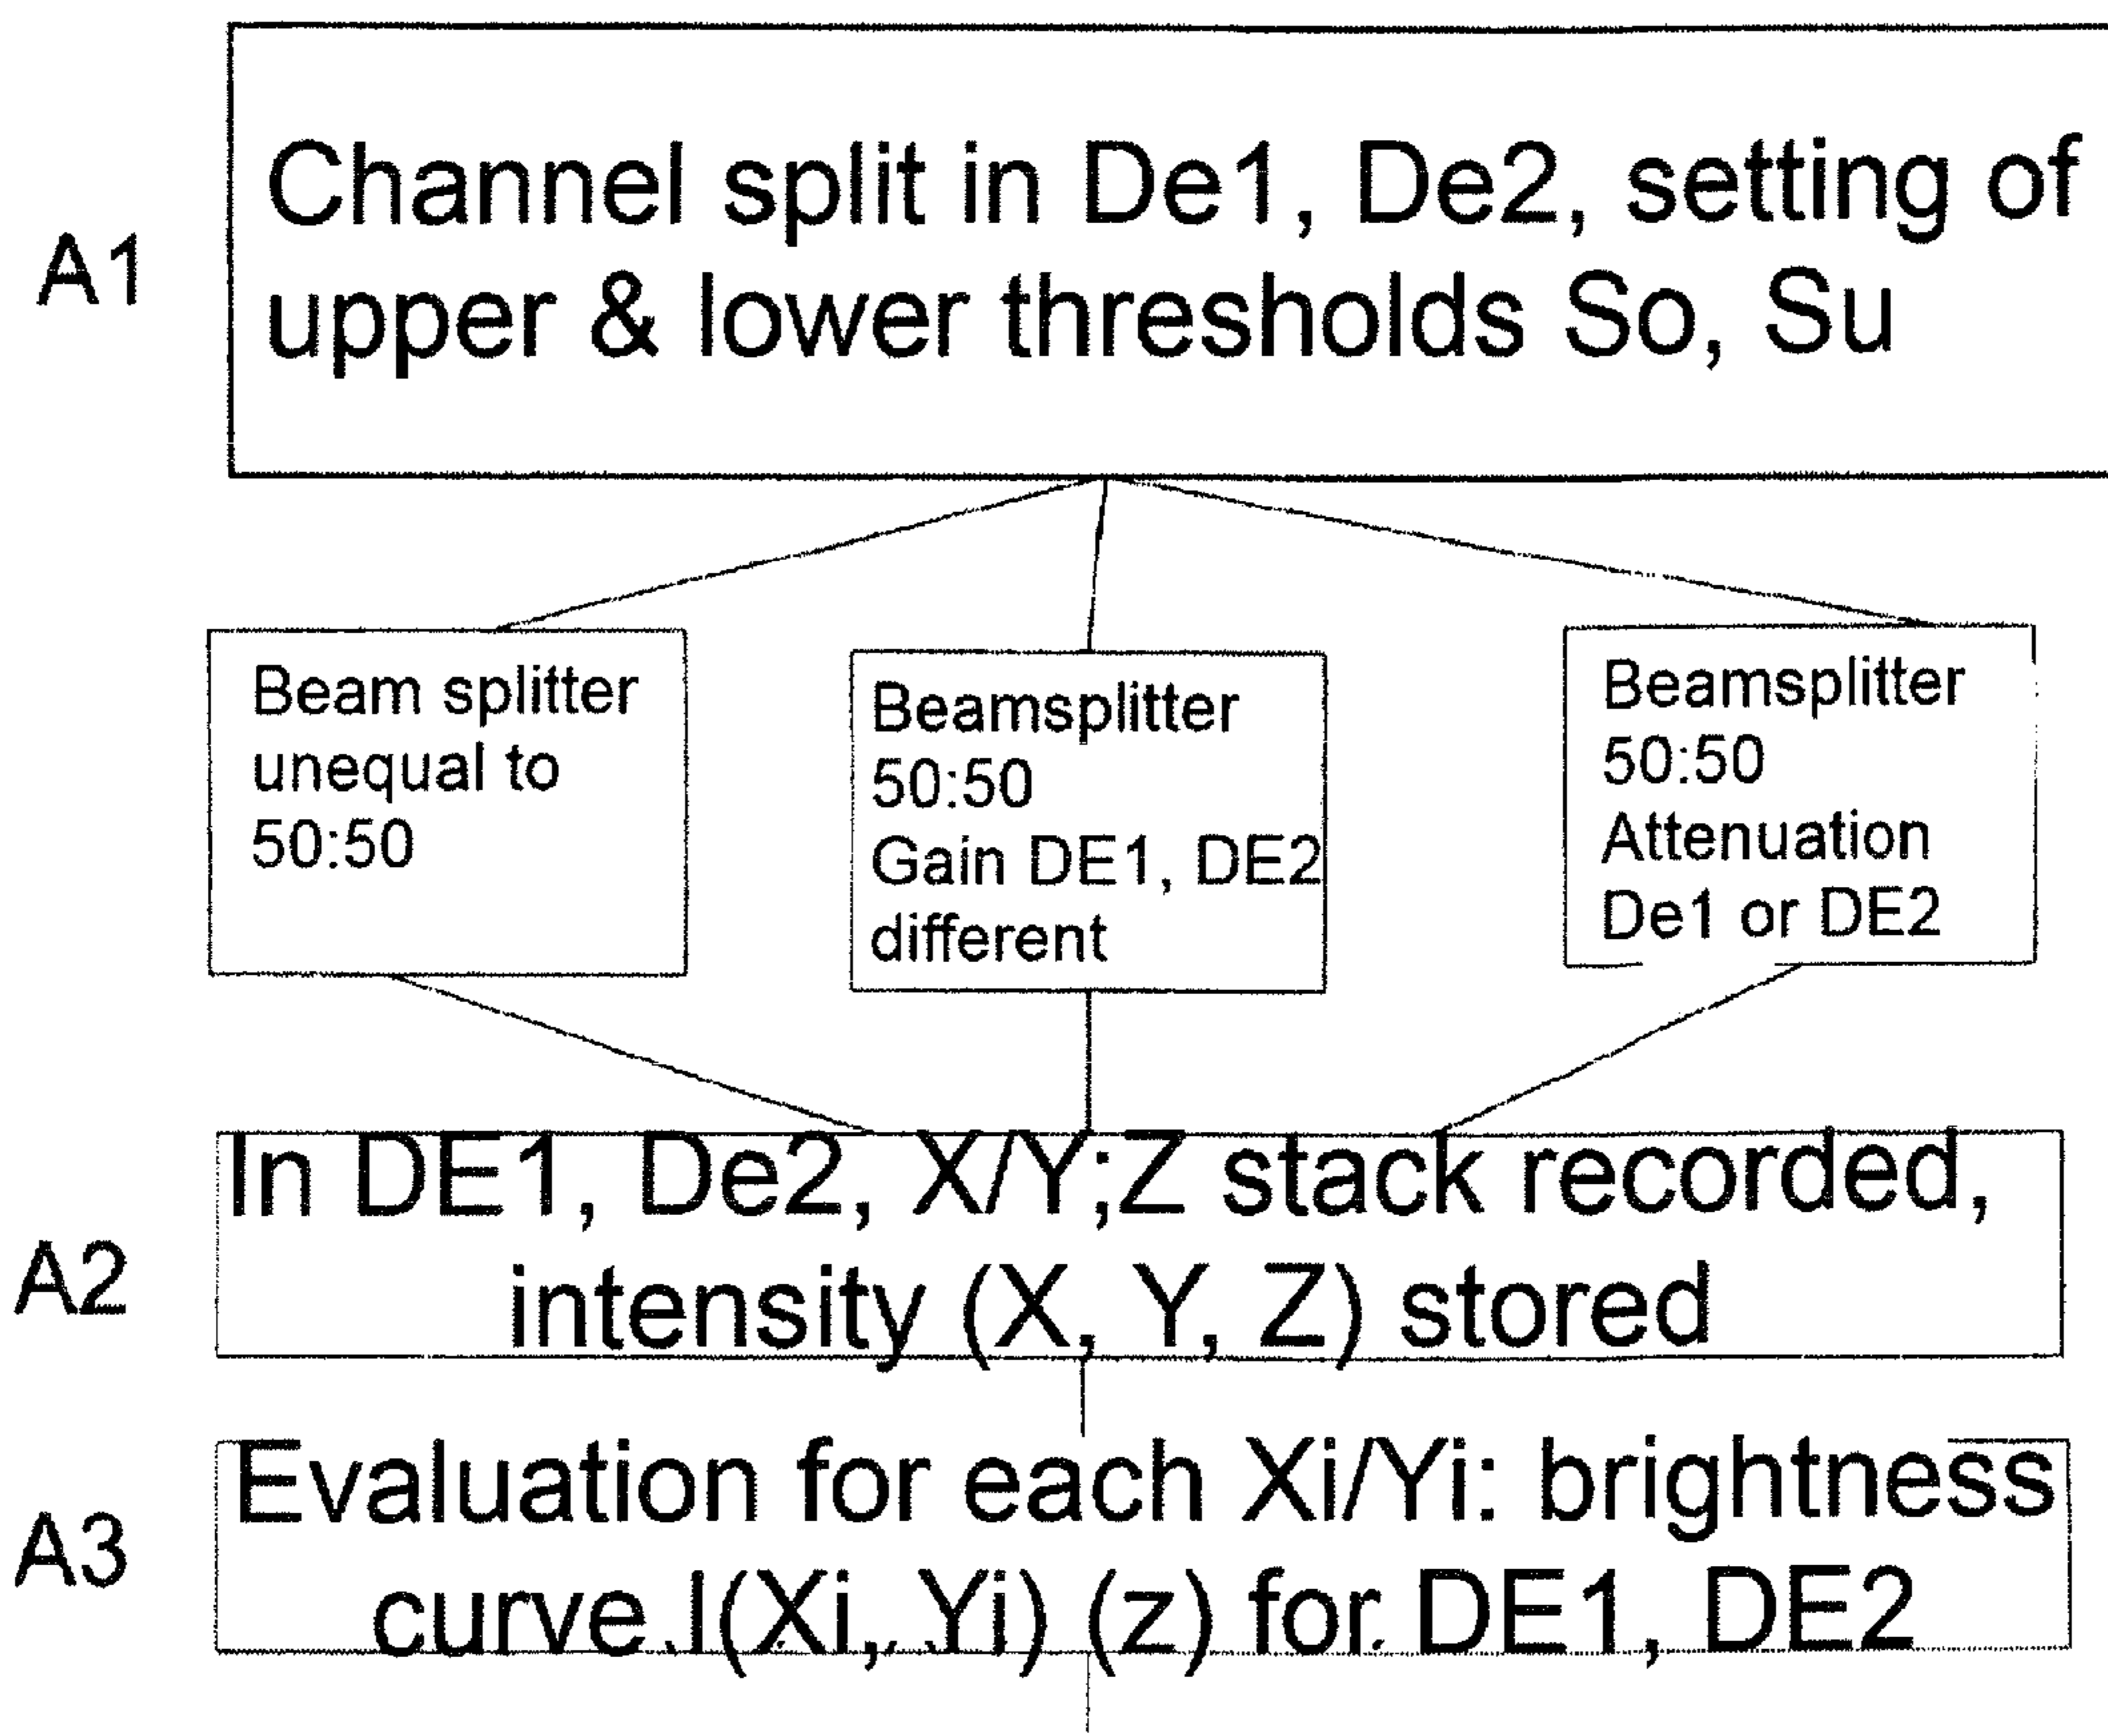 A1
Channel split in De1, De2, setting of
upper & lower thresholds So, Su
Beam splitter
unequal to
50:50
Beamsplitter
50:50
Gain DE1, DE2
different
Beamsplitter
50:50
Attenuation
De1 or DE2
A2
In DE1, De2, X/Y;Z stack recorded,
intensity (X, Y, Z) stored
A3
Evaluation for each Xi/Yi: brightness
curve I(Xi, Yi) (z) for DE1, DE2